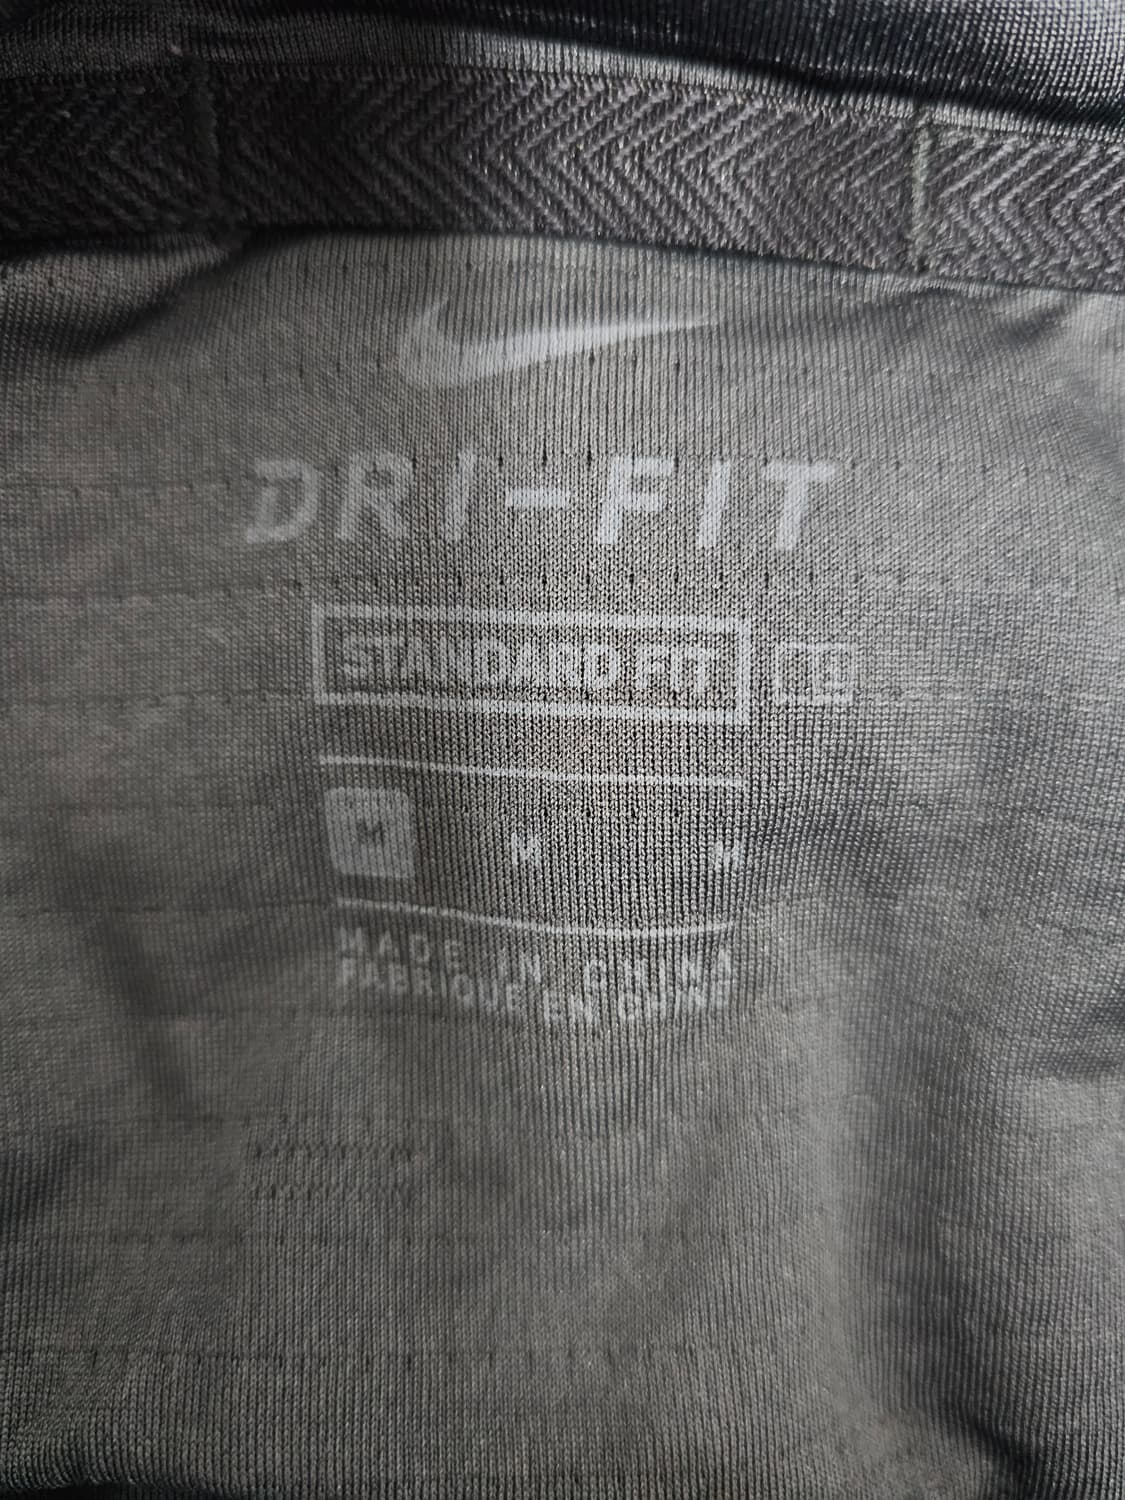 DRI-FIT
STANDARD FIT
M M M
MADE IN CHINA
FABRIQUÉ EN CHINE